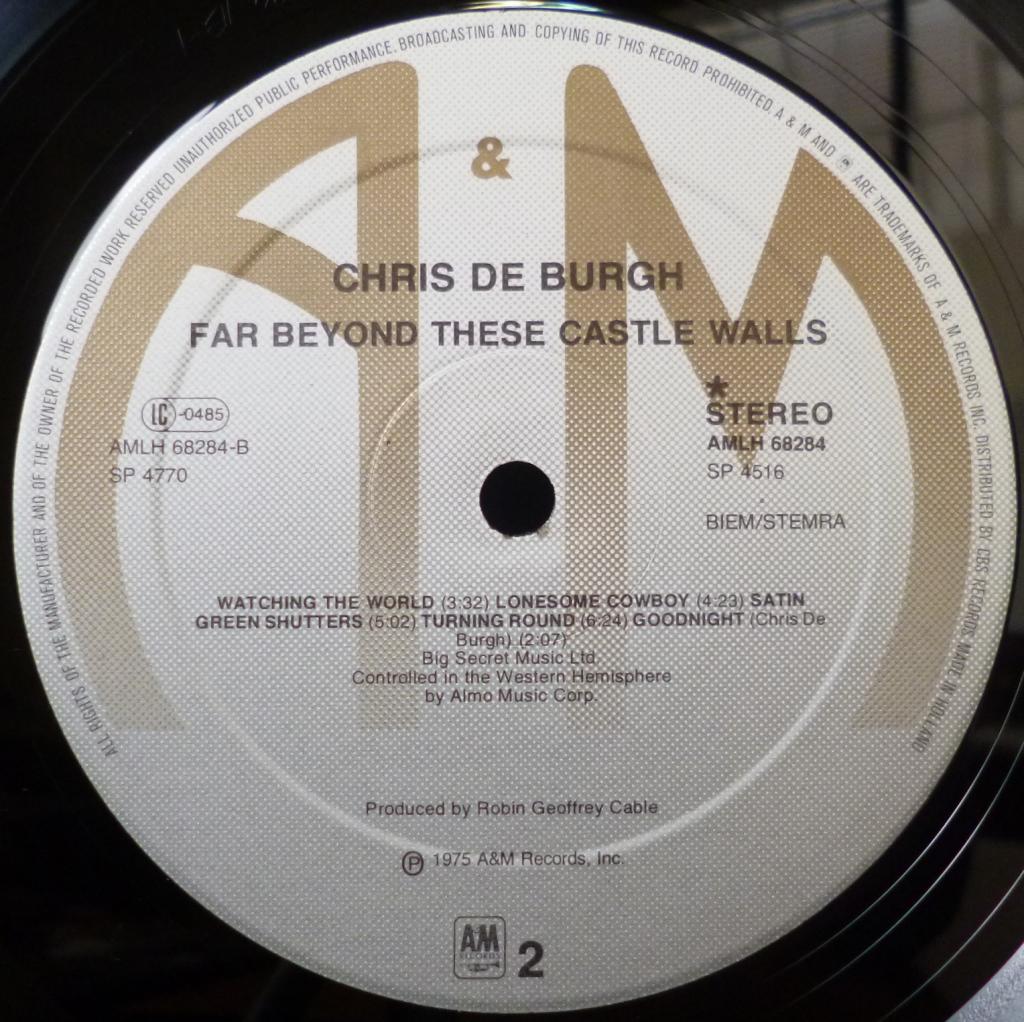 ALL RIGHTS OF THE MANUFACTURER AND OF THE OWNER OF THE RECORDED WORK RESERVED UNAUTHORIZED PUBLIC PERFORMANCE. BROADCASTING AND COPYING OF THIS RECORD PROHIBITED. A & M AND ® ARE TRADEMARKS OF A & M RECORDS INC. DISTRIBUTED BY CBS RECORDS MADE IN HOLLAND
A & M
CHRIS DE BURGH
FAR BEYOND THESE CASTLE WALLS
LC -0485
AMLH 68284-B
SP 4770
*
STEREO
AMLH 68284
SP 4516
BIEM/STEMRA
WATCHING THE WORLD (3:32) LONESOME COWBOY (4:23) SATIN
GREEN SHUTTERS (5:02) TURNING ROUND (6:24) GOODNIGHT (Chris De
Burgh) (2:07)
Big Secret Music Ltd.
Controlled in the Western Hemisphere
by Almo Music Corp.
Produced by Robin Geoffrey Cable
℗ 1975 A&M Records, Inc.
AM
RECORDS
2